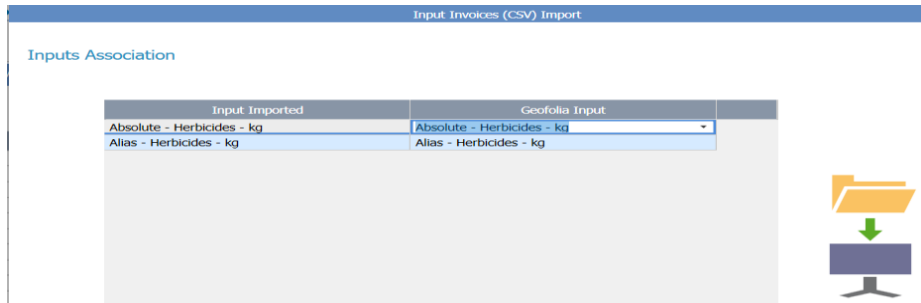 Input Invoices (CSV) Import
Inputs Association
Input Imported Geofolia Input
Absolute - Herbicides - kg Absolute - Herbicides - kg
Alias - Herbicides - kg Alias - Herbicides - kg